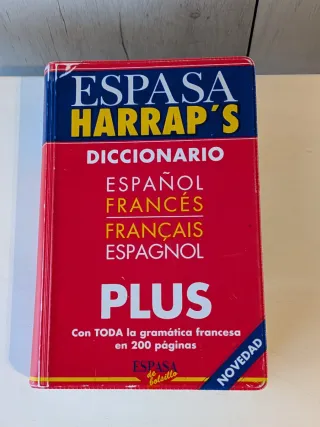 ESPASA
HARRAP'S
DICCIONARIO
ESPAÑOL
FRANCÉS
FRANÇAIS
ESPAGNOL
PLUS
Con TODA la gramática francesa
en 200 páginas
ESPASA
de bolsillo
NOVEDAD